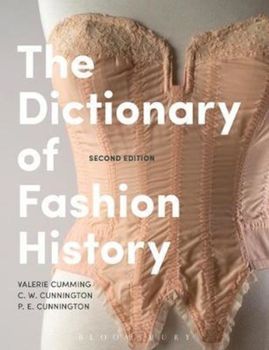 The
Dictionary
of
SECOND EDITION
Fashion
History
VALERIE CUMMING
C. W. CUNNINGTON
P. E. CUNNINGTON
BLOOMSBURY